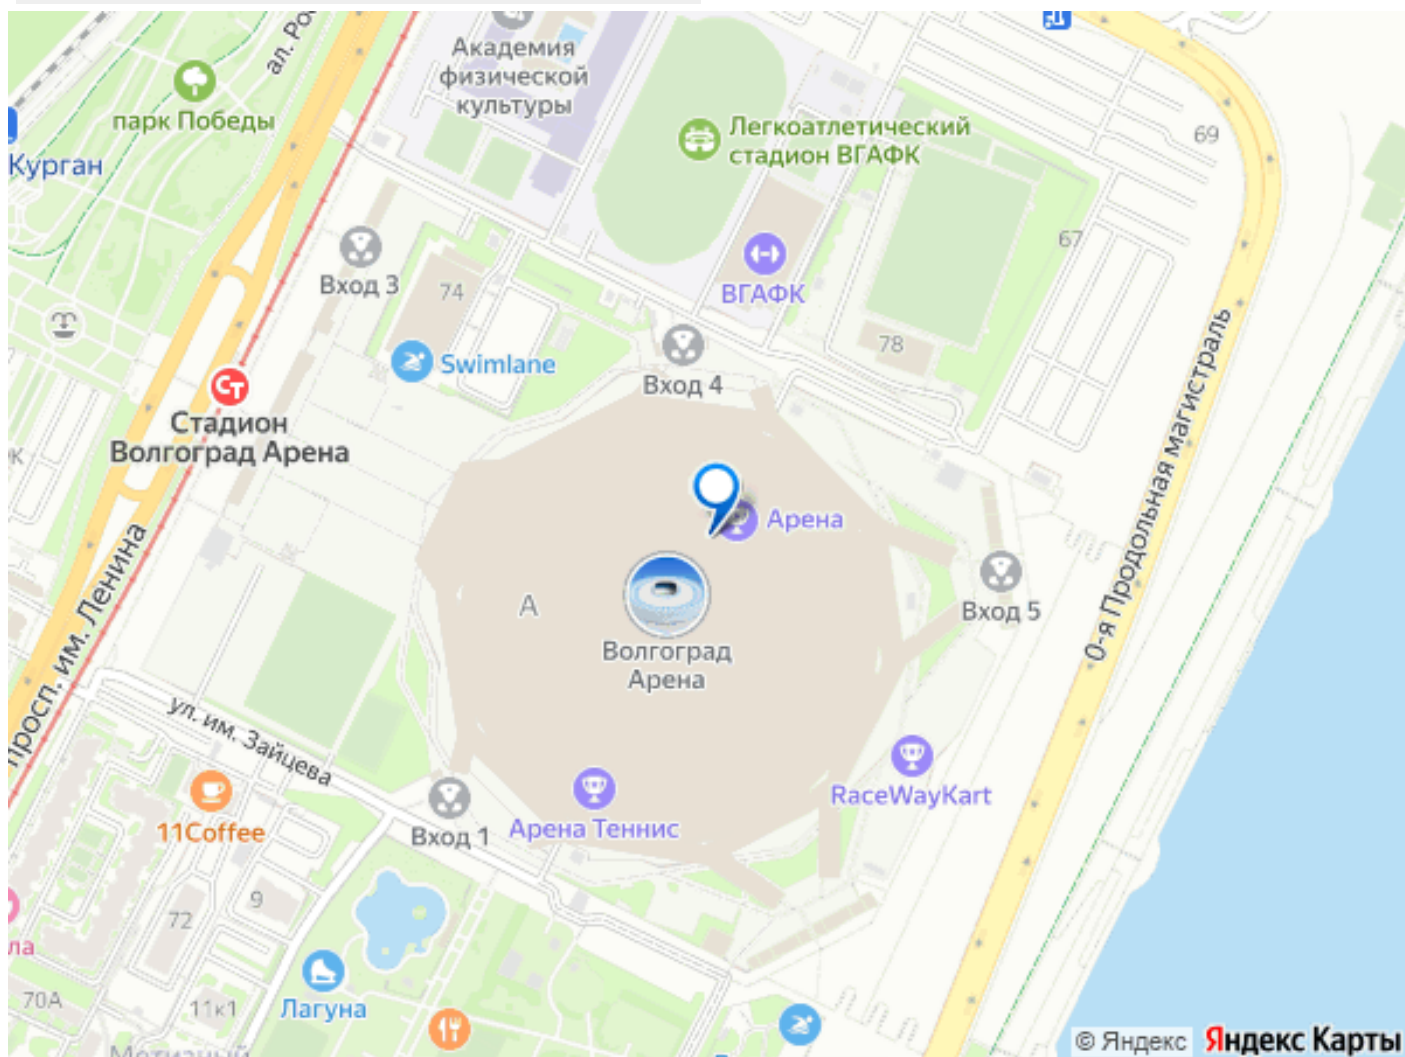 ал. Рос
Академия
физической
культуры
парк Победы
Курган
Легкоатлетический
стадион ВГАФК
69
67
Вход 3
74
ВГАФК
78
Swimlane
Вход 4
Стадион
Волгоград Арена
К
0-я Продольная магистраль
Арена
Вход 5
А
Волгоград
Арена
просп. им. Ленина
ул. им. Зайцева
11Coffee
Вход 1
Арена Теннис
RaceWayKart
9
72
ла
70А
11к1
Лагуна
© Яндекс Яндекс Карты